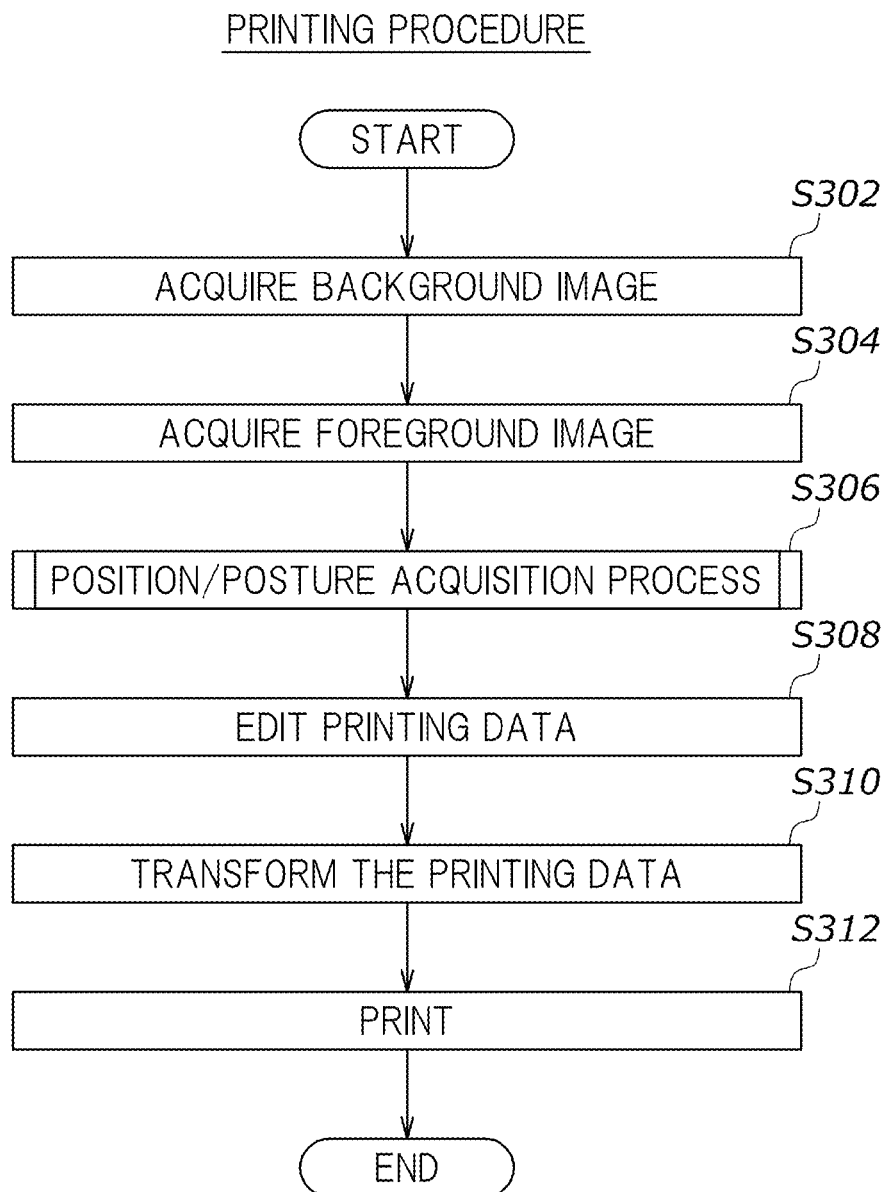 PRINTING PROCEDURE
START
S302
ACQUIRE BACKGROUND IMAGE
S304
ACQUIRE FOREGROUND IMAGE
S306
POSITION/POSTURE ACQUISITION PROCESS
S308
EDIT PRINTING DATA
S310
TRANSFORM THE PRINTING DATA
S312
PRINT
END